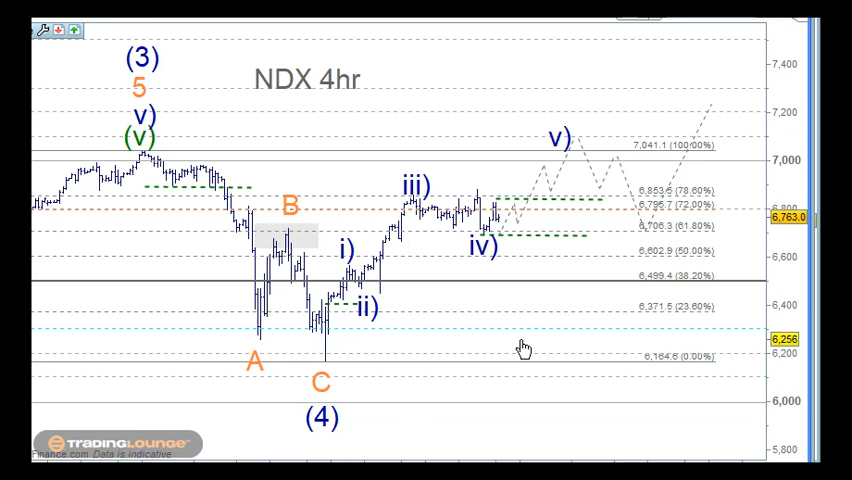 NDX 4hr
(3)
5
v)
(v)
B
A
C
(4)
i)
ii)
iii)
iv)
v)
7,041.1 (100.00%)
6,853.6 (78.60%)
6,795.7 (72.00%)
6,706.3 (61.80%)
6,602.9 (50.00%)
6,499.4 (38.20%)
6,371.5 (23.60%)
6,164.6 (0.00%)
7,400
7,200
7,000
6,800
6,763.0
6,600
6,400
6,256
6,200
6,000
5,800
TRADINGLOUNGE
Finance.com Data is indicative